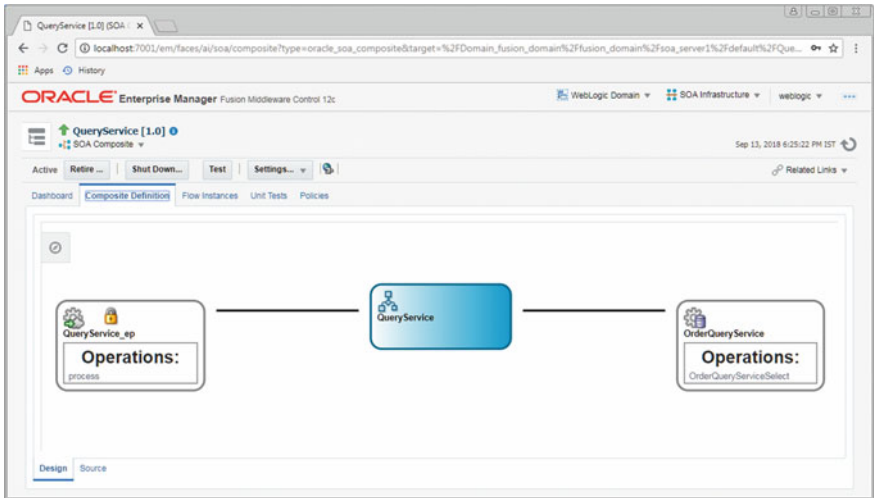 QueryService [1.0] (SOA C
localhost:7001/em/faces/ai/soa/composite?type=oracle_soa_composite&target=%2FDomain_fusion_domain%2Ffusion_domain%2Fsoa_server1%2Fdefault%2FQue...
Apps History
ORACLE Enterprise Manager Fusion Middleware Control 12c WebLogic Domain SOA Infrastructure weblogic
QueryService [1.0]
SOA Composite Sep 13, 2018 6:25:22 PM IST
Active Retire ... Shut Down... Test Settings... Related Links
Dashboard Composite Definition Flow Instances Unit Tests Policies
QueryService
QueryService_ep
Operations:
process
OrderQueryService
Operations:
OrderQueryServiceSelect
Design Source